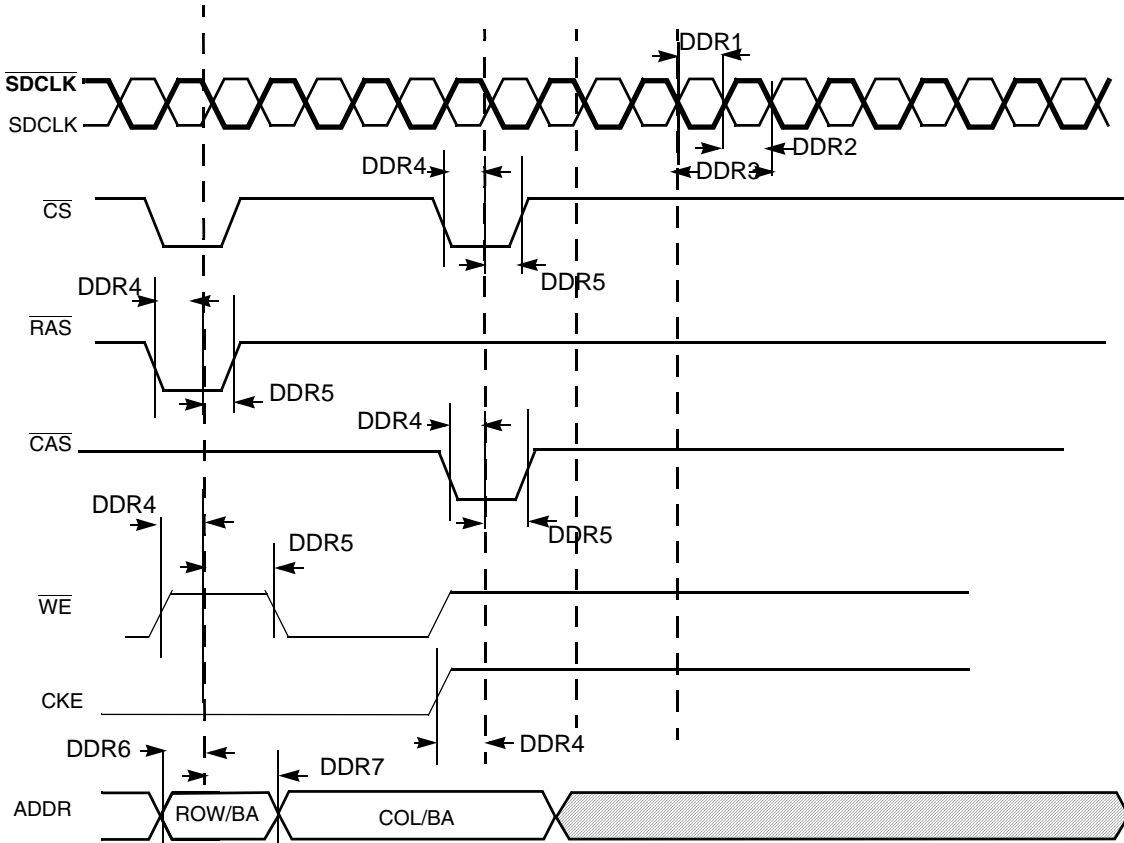 DDR1
SDCLK
SDCLK
DDR4
DDR2
DDR3
CS
DDR5
DDR4
RAS
DDR5
DDR4
CAS
DDR4
DDR5
DDR5
WE
CKE
DDR6
DDR4
DDR7
ADDR
ROW/BA
COL/BA